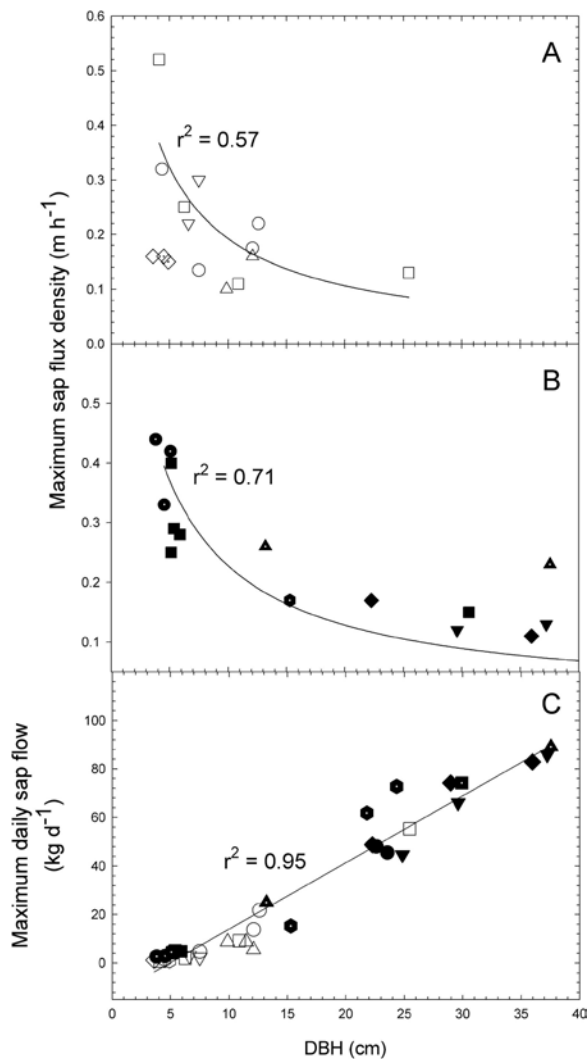 0.6
A
0.5
0.4
r² = 0.57
0.3
0.2
0.1
0.0
Maximum sap flux density (m h⁻¹)
B
0.5
0.4
r² = 0.71
0.3
0.2
0.1
C
100
80
60
r² = 0.95
40
20
0
Maximum daily sap flow
(kg d⁻¹)
0 5 10 15 20 25 30 35 40
DBH (cm)